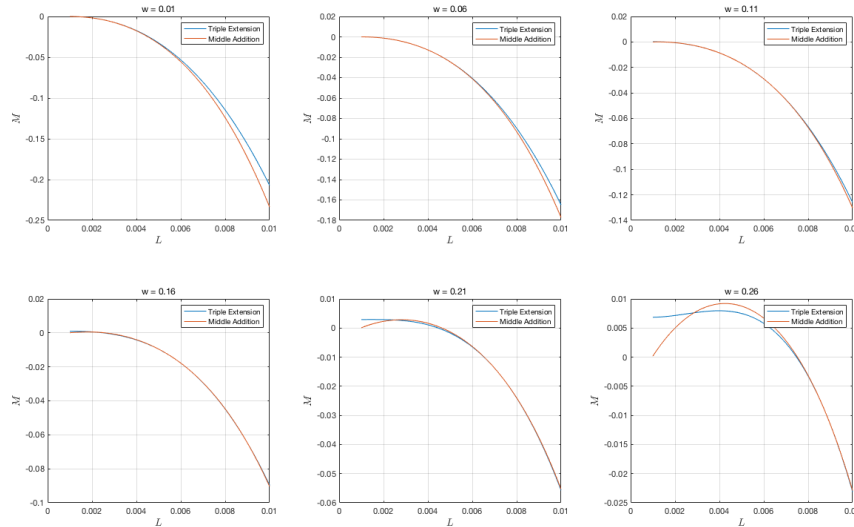 w = 0.01
0
-0.05
-0.1
-0.15
-0.2
-0.25
M
0 0.002 0.004 0.006 0.008 0.01
L
Triple Extension
Middle Addition
w = 0.06
0.02
0
-0.02
-0.04
-0.06
-0.08
-0.1
-0.12
-0.14
-0.16
-0.18
M
0 0.002 0.004 0.006 0.008 0.01
L
Triple Extension
Middle Addition
w = 0.11
0.02
0
-0.02
-0.04
-0.06
-0.08
-0.1
-0.12
-0.14
M
0 0.002 0.004 0.006 0.008 0.01
L
Triple Extension
Middle Addition
w = 0.16
0.02
0
-0.02
-0.04
-0.06
-0.08
-0.1
M
0 0.002 0.004 0.006 0.008 0.01
L
Triple Extension
Middle Addition
w = 0.21
0.01
0
-0.01
-0.02
-0.03
-0.04
-0.05
-0.06
M
0 0.002 0.004 0.006 0.008 0.01
L
Triple Extension
Middle Addition
w = 0.26
0.01
0.005
0
-0.005
-0.01
-0.015
-0.02
-0.025
M
0 0.002 0.004 0.006 0.008 0.01
L
Triple Extension
Middle Addition